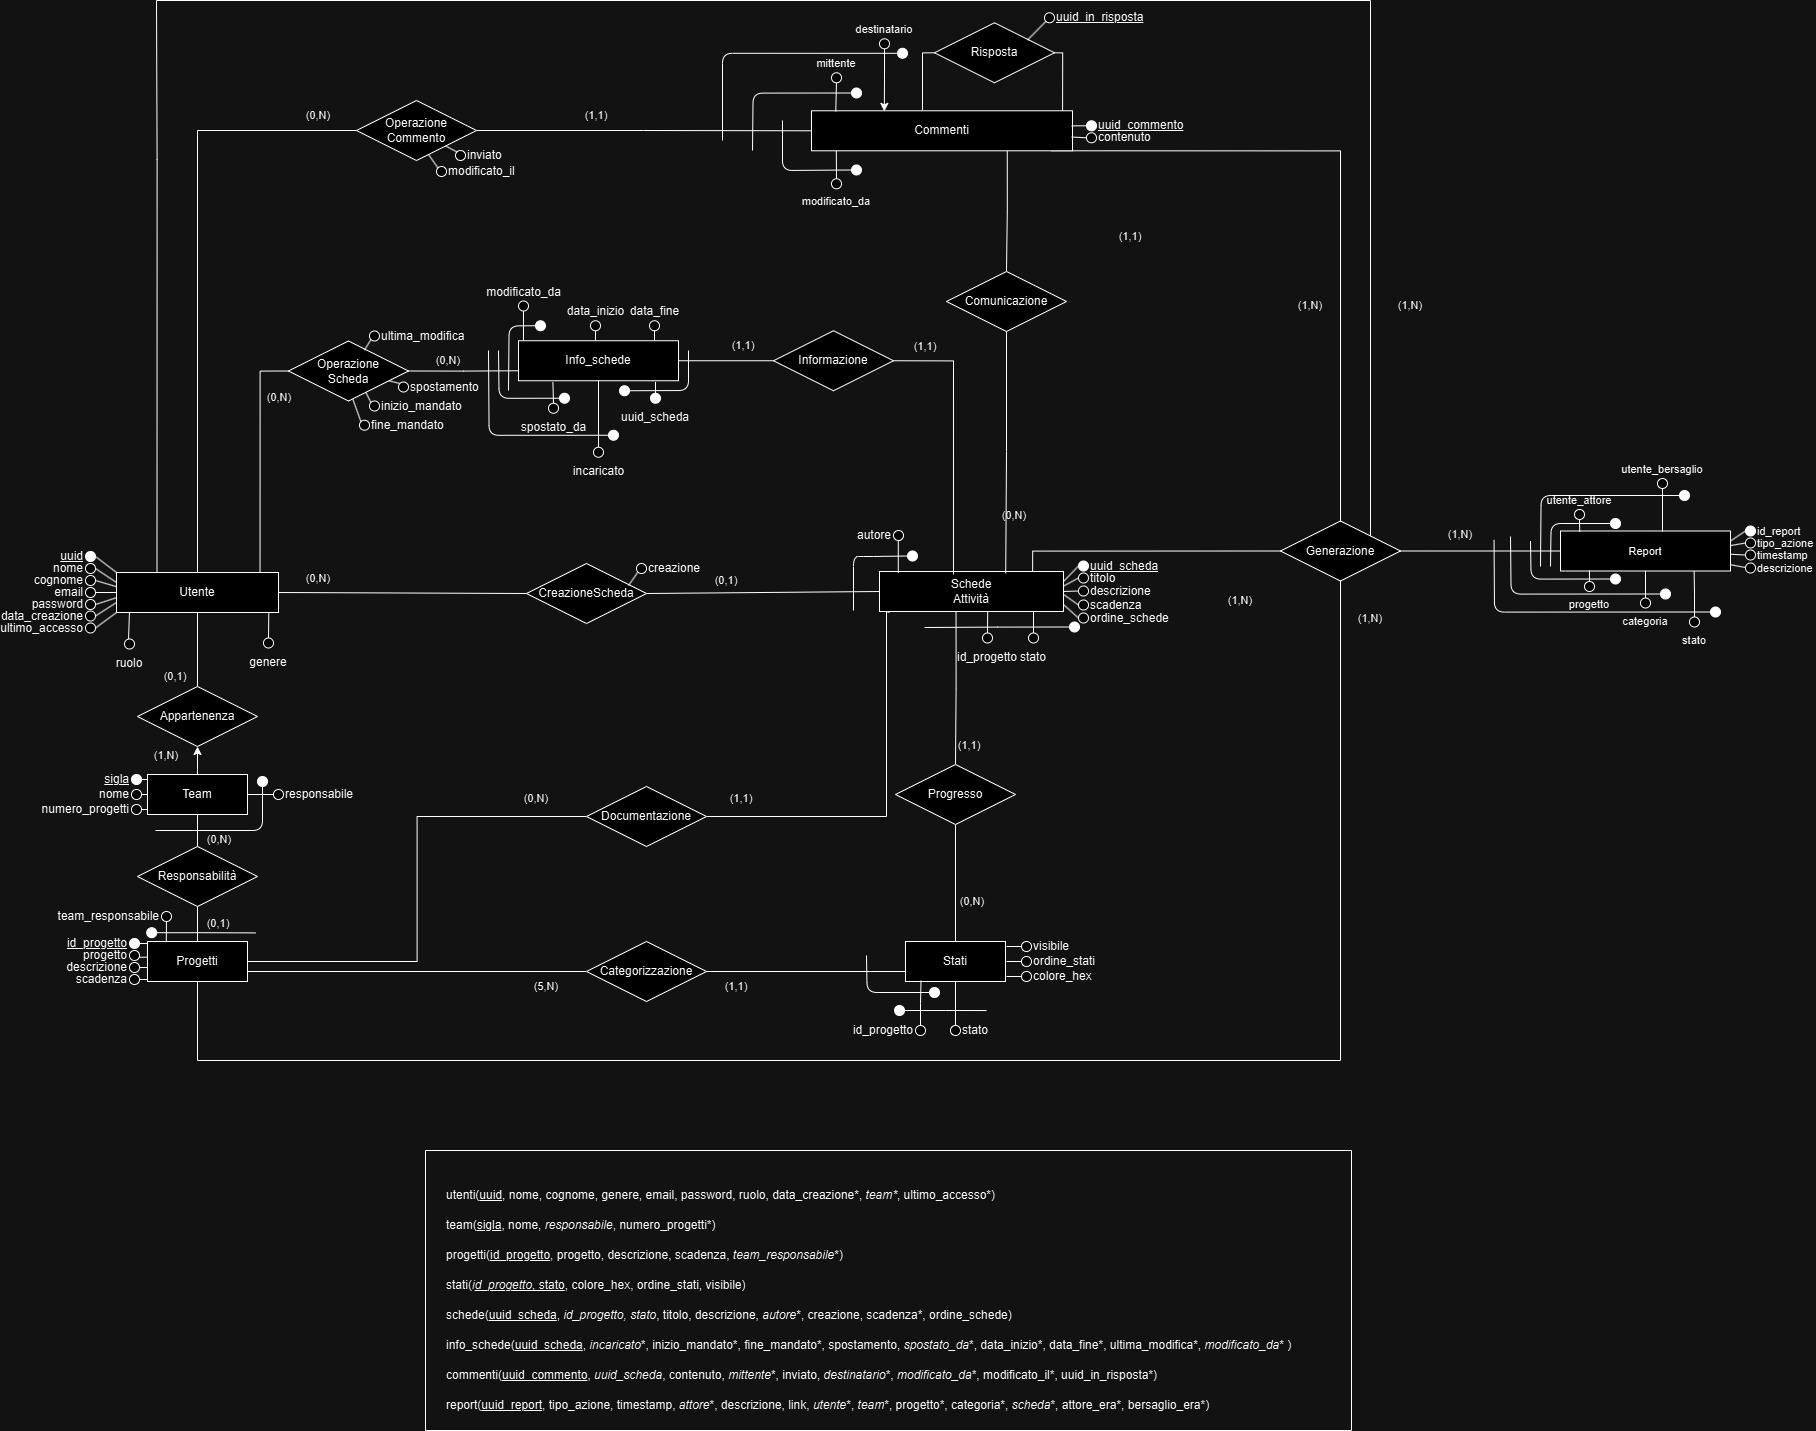 uuid_in_risposta
destinatario
Risposta
mittente
(0,N)
(1,1)
Operazione
Commento
Commenti
uuid_commento
contenuto
inviato
modificato_il
modificato_da
(1,1)
Comunicazione
(1,N)
(1,N)
modificato_da
data_inizio
data_fine
ultima_modifica
Operazione
Scheda
(0,N)
Info_schede
(1,1)
Informazione
(1,1)
(0,N)
spostamento
inizio_mandato
fine_mandato
spostato_da
uuid_scheda
incaricato
utente_bersaglio
utente_attore
(0,N)
autore
(1,N)
Generazione
Report
id_report
tipo_azione
timestamp
descrizione
uuid
nome
cognome
email
password
data_creazione
ultimo_accesso
Utente
(0,N)
creazione
CreazioneScheda
(0,1)
Schede
Attività
uuid_scheda
titolo
descrizione
scadenza
ordine_schede
(1,N)
(1,N)
progetto
categoria
stato
ruolo
genere
id_progetto
stato
(0,1)
Appartenenza
(1,N)
(1,1)
sigla
nome
numero_progetti
Team
responsabile
(0,N)
Documentazione
(1,1)
Progresso
(0,N)
Responsabilità
team_responsabile
(0,1)
(0,N)
id_progetto
progetto
descrizione
scadenza
Progetti
Categorizzazione
(5,N)
(1,1)
Stati
visibile
ordine_stati
colore_hex
id_progetto
stato
utenti(uuid, nome, cognome, genere, email, password, ruolo, data_creazione*, team*, ultimo_accesso*)
team(sigla, nome, responsabile, numero_progetti*)
progetti(id_progetto, progetto, descrizione, scadenza, team_responsabile*)
stati(id_progetto, stato, colore_hex, ordine_stati, visibile)
schede(uuid_scheda, id_progetto, stato, titolo, descrizione, autore*, creazione, scadenza*, ordine_schede)
info_schede(uuid_scheda, incaricato*, inizio_mandato*, fine_mandato*, spostamento, spostato_da*, data_inizio*, data_fine*, ultima_modifica*, modificato_da* )
commenti(uuid_commento, uuid_scheda, contenuto, mittente*, inviato, destinatario*, modificato_da*, modificato_il*, uuid_in_risposta*)
report(uuid_report, tipo_azione, timestamp, attore*, descrizione, link, utente*, team*, progetto*, categoria*, scheda*, attore_era*, bersaglio_era*)